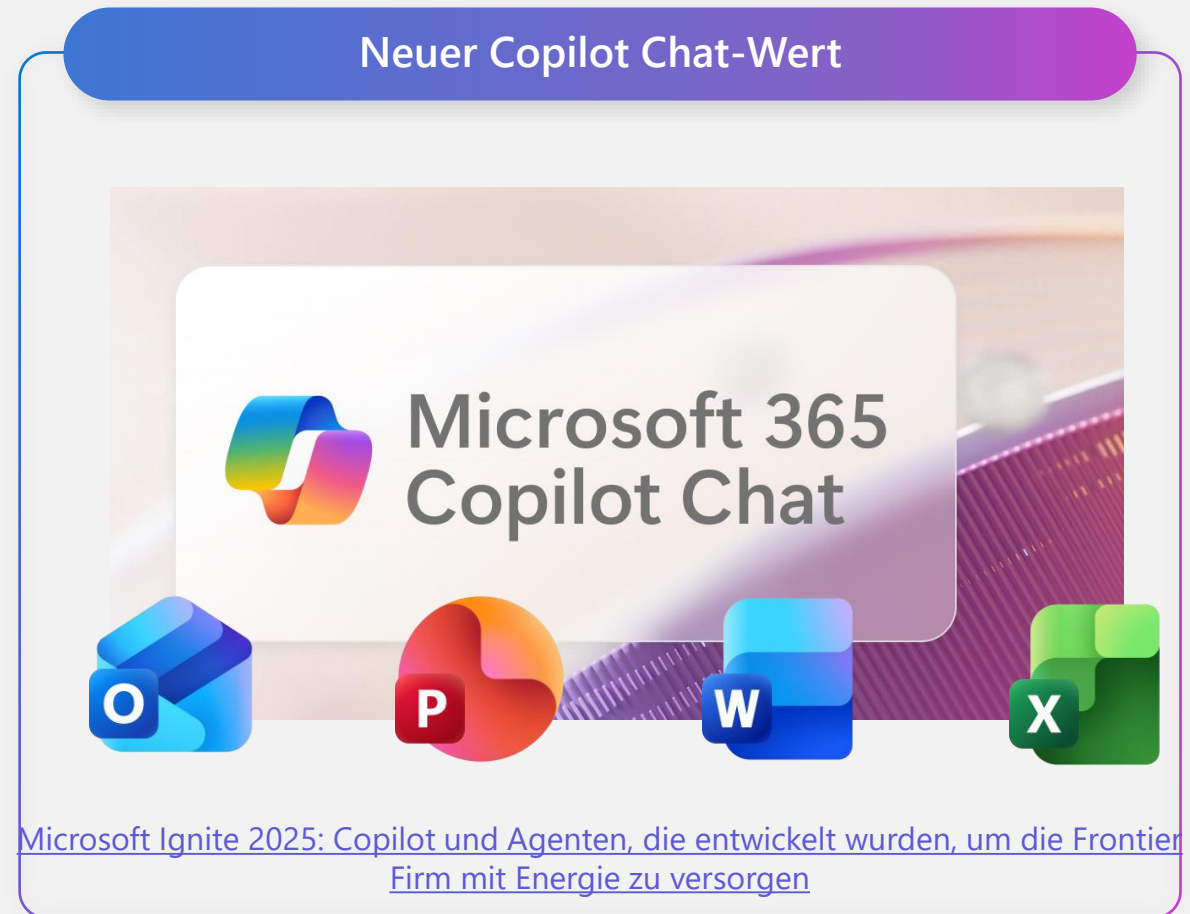 Neuer Copilot Chat-Wert
Microsoft 365
Copilot Chat
O
P
W
X
Microsoft Ignite 2025: Copilot und Agenten, die entwickelt wurden, um die Frontier
Firm mit Energie zu versorgen